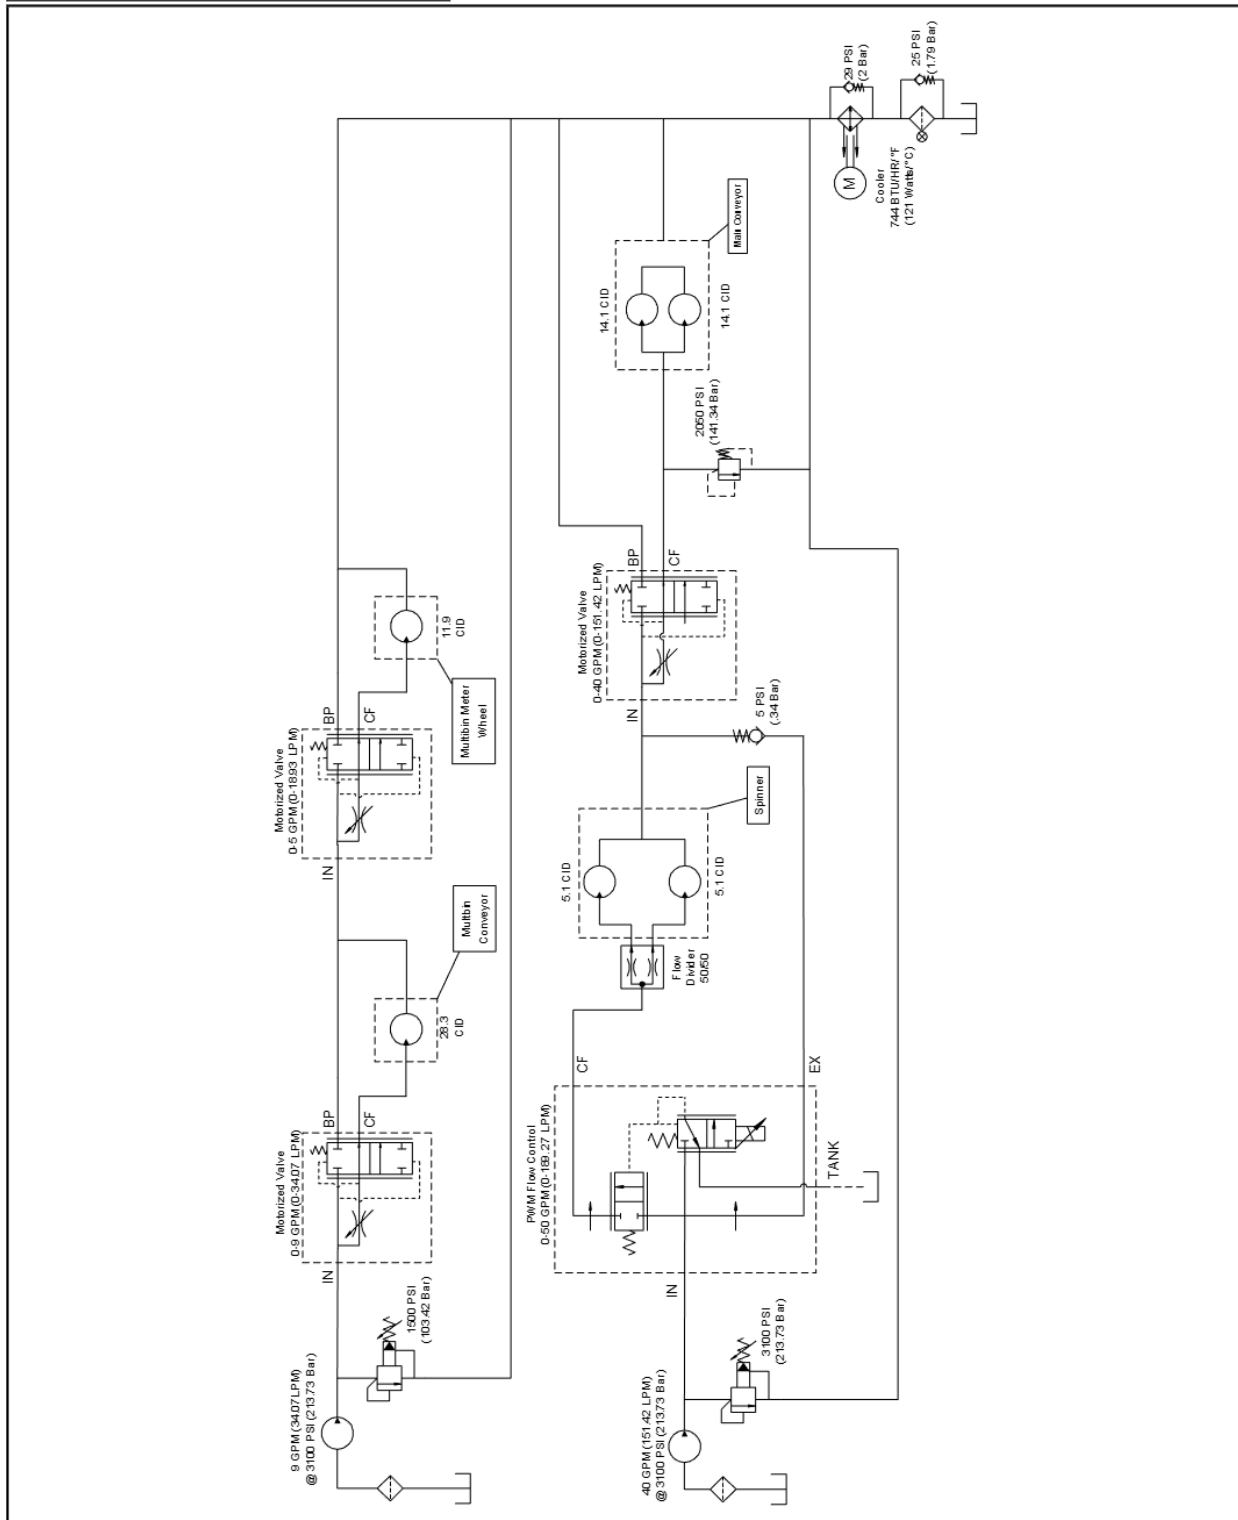 9 GPM (34.07LPM)
@ 3100 PSI (213.73 Bar)
1500 PSI
(103.42 Bar)
IN
Motorized Valve
0-9 GPM (0-34.07 LPM)
BP
CF
28.3
CID
Multibin
Conveyor
IN
Motorized Valve
0-5 GPM (0-18.93 LPM)
BP
CF
Multibin Meter
Wheel
11.9
CID
40 GPM (151.42 LPM)
@ 3100 PSI (213.73 Bar)
3100 PSI
(213.73 Bar)
IN
PWM Flow Control
0-50 GPM (0-189.27 LPM)
TANK
CF
EX
Flow
Divider
50/50
5.1 CID
5.1 CID
Spinner
5 PSI
(.34 Bar)
IN
Motorized Valve
0-40 GPM (0-151.42 LPM)
BP
CF
2050 PSI
(141.34 Bar)
14.1 CID
14.1 CID
Main Conveyor
M
Cooler
744 BTU/HR/°F
(121 Watts/°C)
29 PSI
(2 Bar)
25 PSI
(1.79 Bar)